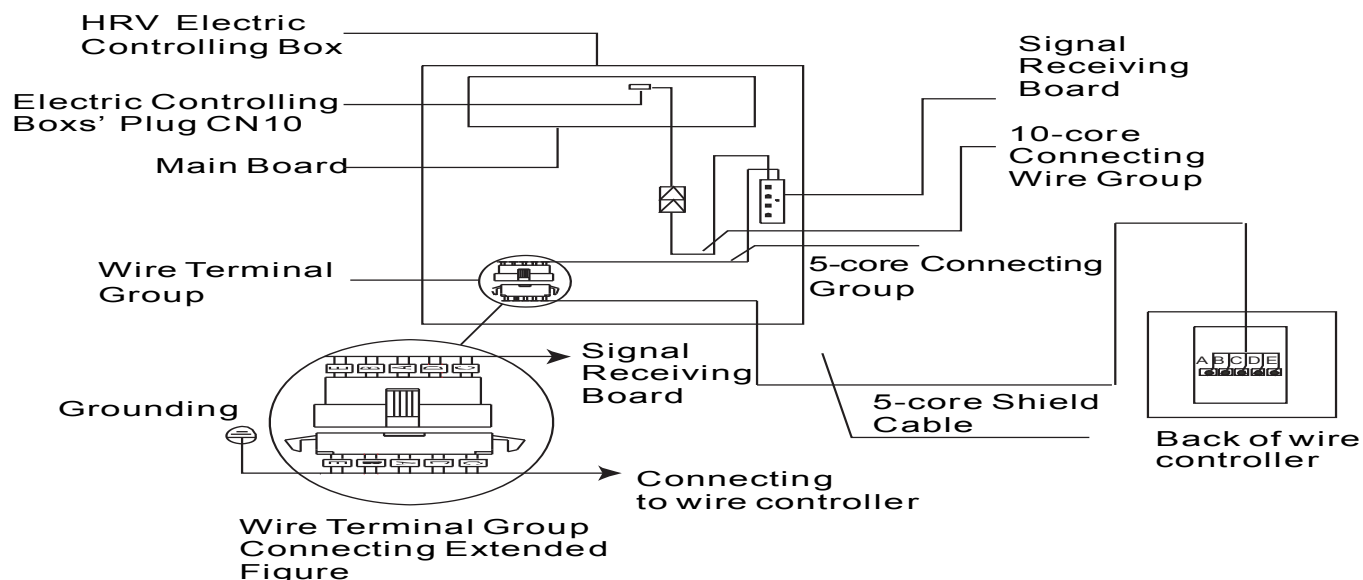 HRV Electric
Controlling Box
Electric Controlling
Boxs’ Plug CN10
Main Board
Signal
Receiving
Board
10-core
Connecting
Wire Group
Wire Terminal
Group
5-core Connecting
Group
Signal
Receiving
Board
Grounding
5-core Shield
Cable
A B C D E
Back of wire
controller
Connecting
to wire controller
Wire Terminal Group
Connecting Extended
Figure